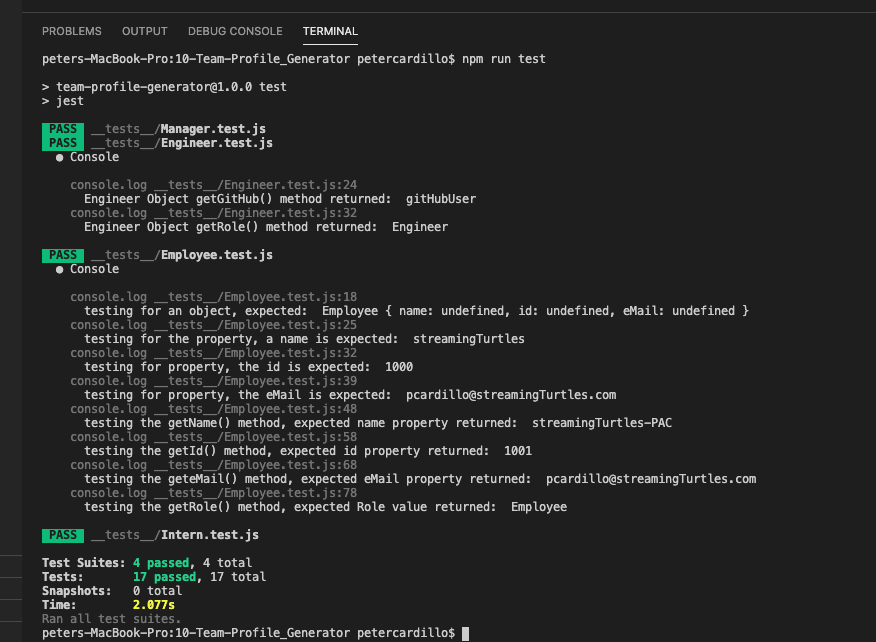 PROBLEMS OUTPUT DEBUG CONSOLE TERMINAL
peters-MacBook-Pro:10-Team-Profile_Generator petercardillo$ npm run test
> team-profile-generator@1.0.0 test
> jest
PASS __tests__/Manager.test.js
PASS __tests__/Engineer.test.js
● Console
console.log __tests__/Engineer.test.js:24
Engineer Object getGitHub() method returned:  gitHubUser
console.log __tests__/Engineer.test.js:32
Engineer Object getRole() method returned:  Engineer
PASS __tests__/Employee.test.js
● Console
console.log __tests__/Employee.test.js:18
testing for an object, expected:  Employee { name: undefined, id: undefined, eMail: undefined }
console.log __tests__/Employee.test.js:25
testing for the property, a name is expected:  streamingTurtles
console.log __tests__/Employee.test.js:32
testing for property, the id is expected:  1000
console.log __tests__/Employee.test.js:39
testing for property, the eMail is expected:  pcardillo@streamingTurtles.com
console.log __tests__/Employee.test.js:48
testing the getName() method, expected name property returned:  streamingTurtles-PAC
console.log __tests__/Employee.test.js:58
testing the getId() method, expected id property returned:  1001
console.log __tests__/Employee.test.js:68
testing the geteMail() method, expected eMail property returned:  pcardillo@streamingTurtles.com
console.log __tests__/Employee.test.js:78
testing the getRole() method, expected Role value returned:  Employee
PASS __tests__/Intern.test.js
Test Suites: 4 passed, 4 total
Tests:       17 passed, 17 total
Snapshots:   0 total
Time:        2.077s
Ran all test suites.
peters-MacBook-Pro:10-Team-Profile_Generator petercardillo$